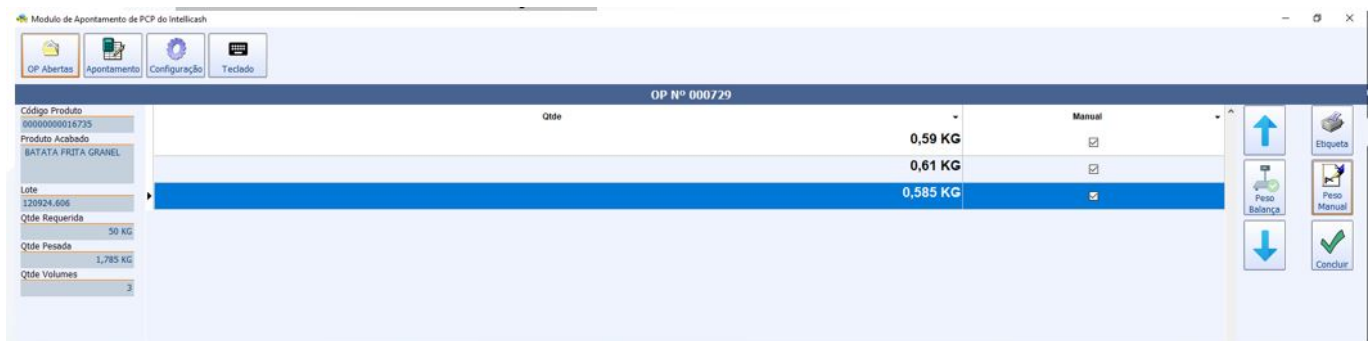 Modulo de Apontamento de PCP do Intellicash
OP Abertas
Apontamento
Configuração
Teclado
OP Nº 000729
Código Produto
00000000016735
Produto Acabado
BATATA FRITA GRANEL
Lote
120924.606
Qtde Requerida
50 KG
Qtde Pesada
1,785 KG
Qtde Volumes
3
Qtde Manual
0,59 KG
0,61 KG
0,585 KG
Peso
Balança
Etiqueta
Peso
Manual
Concluir